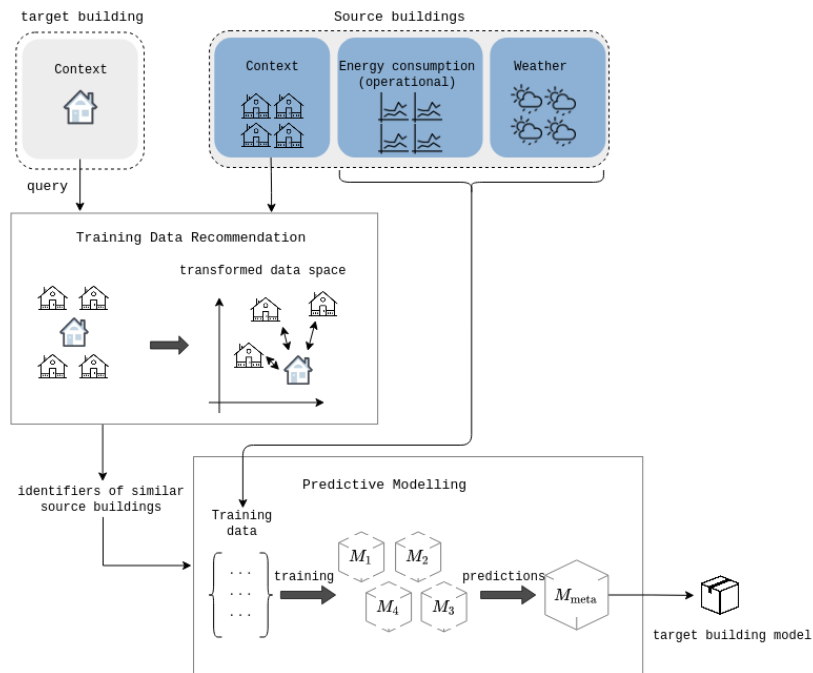 target building
Source buildings
Context
Context
Energy consumption
(operational)
Weather
query
Training Data Recommendation
transformed data space
identifiers of similar
source buildings
Predictive Modelling
Training
data
...
...
...
training
M1
M2
M4
M3
predictions
Mmeta
target building model